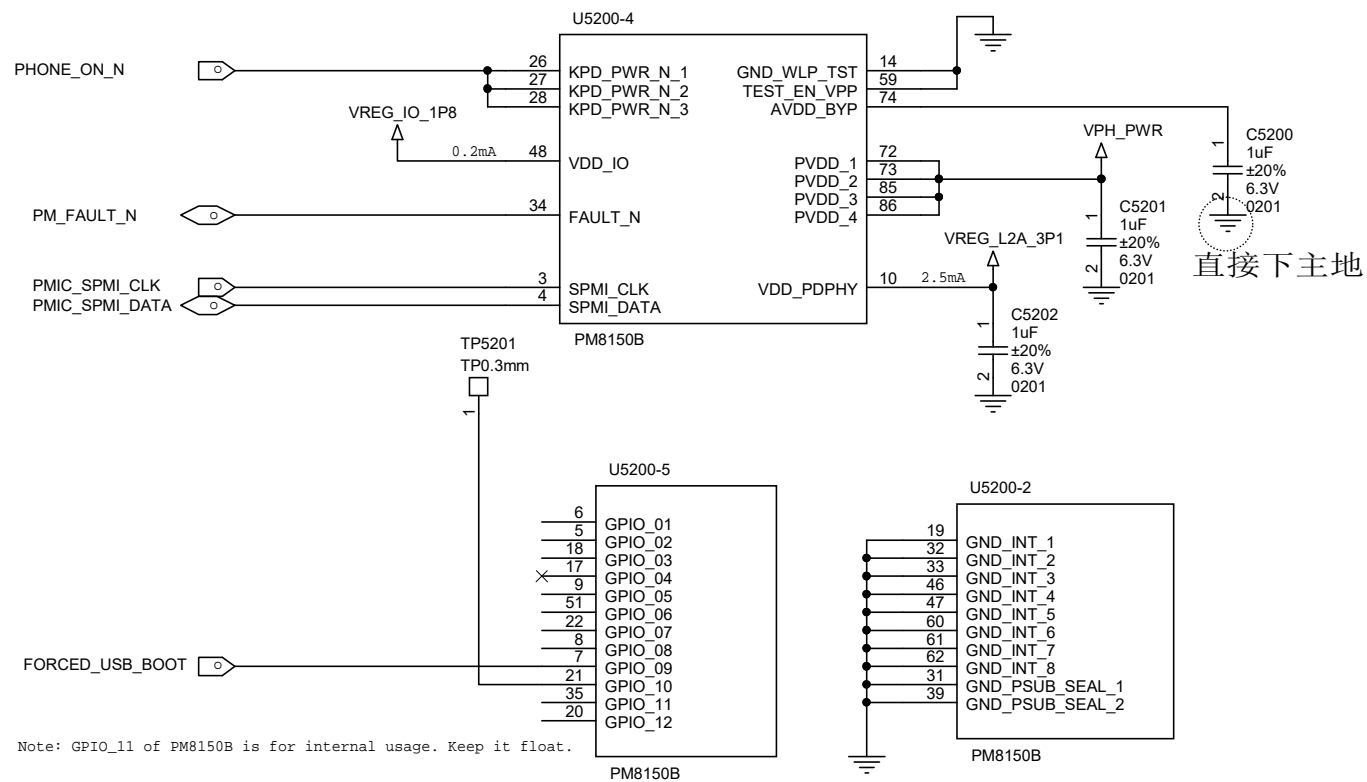 U5200-4
PHONE_ON_N
26
KPD_PWR_N_1
27
KPD_PWR_N_2
28
KPD_PWR_N_3
VREG_IO_1P8
0.2mA
48
VDD_IO
PM_FAULT_N
34
FAULT_N
PMIC_SPMI_CLK
3
SPMI_CLK
PMIC_SPMI_DATA
4
SPMI_DATA
PM8150B
GND_WLP_TST
14
TEST_EN_VPP
59
AVDD_BYP
74
PVDD_1
72
PVDD_2
73
PVDD_3
85
PVDD_4
86
VDD_PDPHY
10
2.5mA
VPH_PWR
VREG_L2A_3P1
1
C5200
1uF
±20%
6.3V
0201
2
直接下主地
1
C5201
1uF
±20%
6.3V
0201
2
1
C5202
1uF
±20%
6.3V
0201
2
TP5201
TP0.3mm
1
U5200-5
6
GPIO_01
5
GPIO_02
18
GPIO_03
17
GPIO_04
9
GPIO_05
51
GPIO_06
22
GPIO_07
8
GPIO_08
FORCED_USB_BOOT
7
GPIO_09
21
GPIO_10
35
GPIO_11
20
GPIO_12
PM8150B
Note: GPIO_11 of PM8150B is for internal usage. Keep it float.
U5200-2
19
GND_INT_1
32
GND_INT_2
33
GND_INT_3
46
GND_INT_4
47
GND_INT_5
60
GND_INT_6
61
GND_INT_7
62
GND_INT_8
31
GND_PSUB_SEAL_1
39
GND_PSUB_SEAL_2
PM8150B